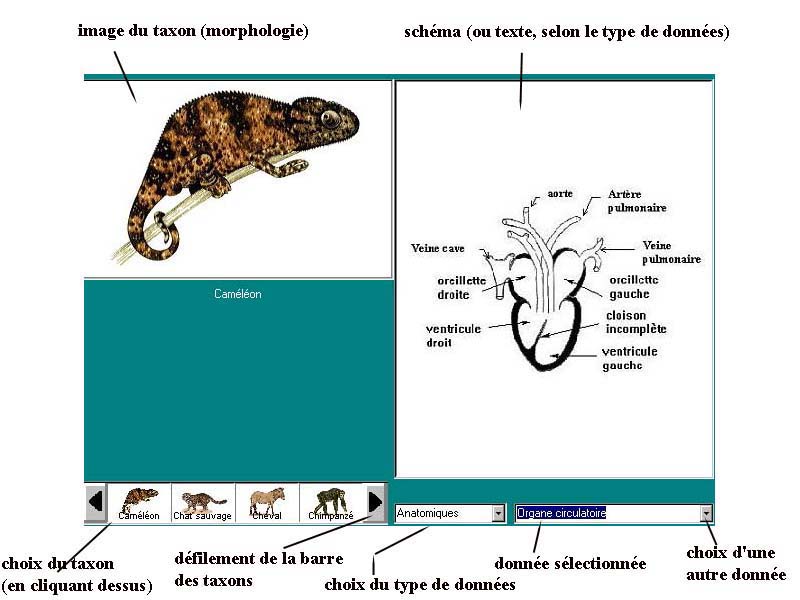 image du taxon (morphologie)
schéma (ou texte, selon le type de données)
aorte
Artère
pulmonaire
Veine cave
Veine
pulmonaire
oreillette
droite
oreillette
gauche
cloison
incomplète
ventricule
droit
ventricule
gauche
Caméléon
Caméléon
Chat sauvage
Cheval
Chimpanzé
Anatomiques
Organe circulatoire
choix du taxon
(en cliquant dessus)
défilement de la barre
des taxons
choix du type de données
donnée sélectionnée
choix d'une
autre donnée